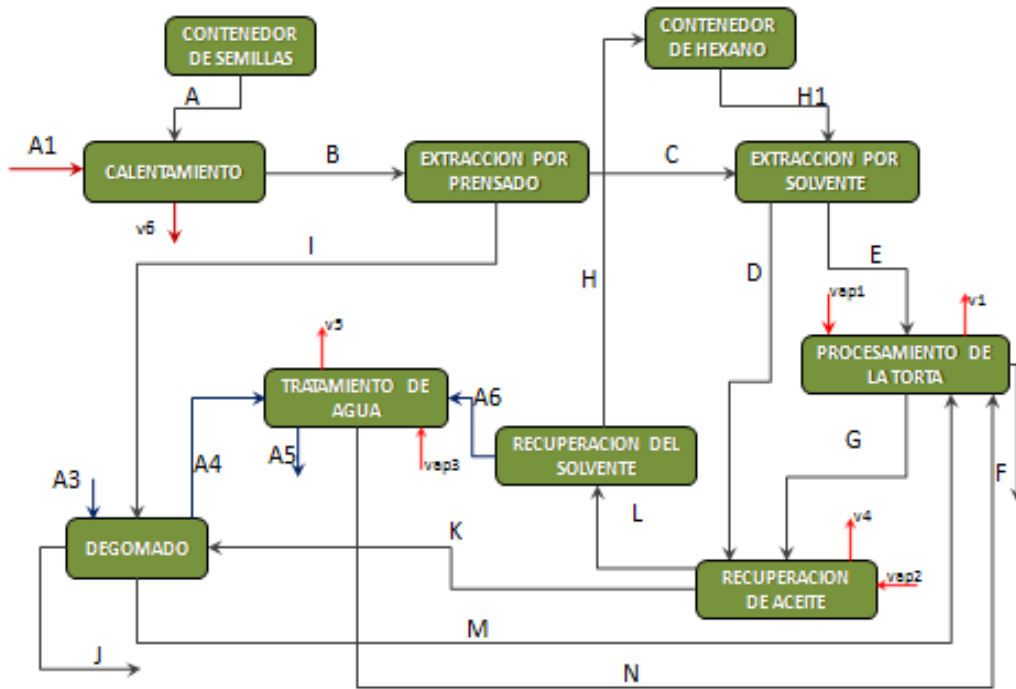 CONTENEDOR
DE SEMILLAS
CONTENEDOR
DE HEXANO
A
H1
A1
CALENTAMIENTO
B
EXTRACCION POR
PRENSADO
C
EXTRACCION POR
SOLVENTE
v6
I
H
D
E
vap1
v1
PROCESAMIENTO DE
LA TORTA
v5
TRATAMIENTO DE
AGUA
A6
RECUPERACION DEL
SOLVENTE
A5
vap3
A4
A3
G
F
L
K
v4
DEGOMADO
RECUPERACION
DE ACEITE
vap2
M
J
N